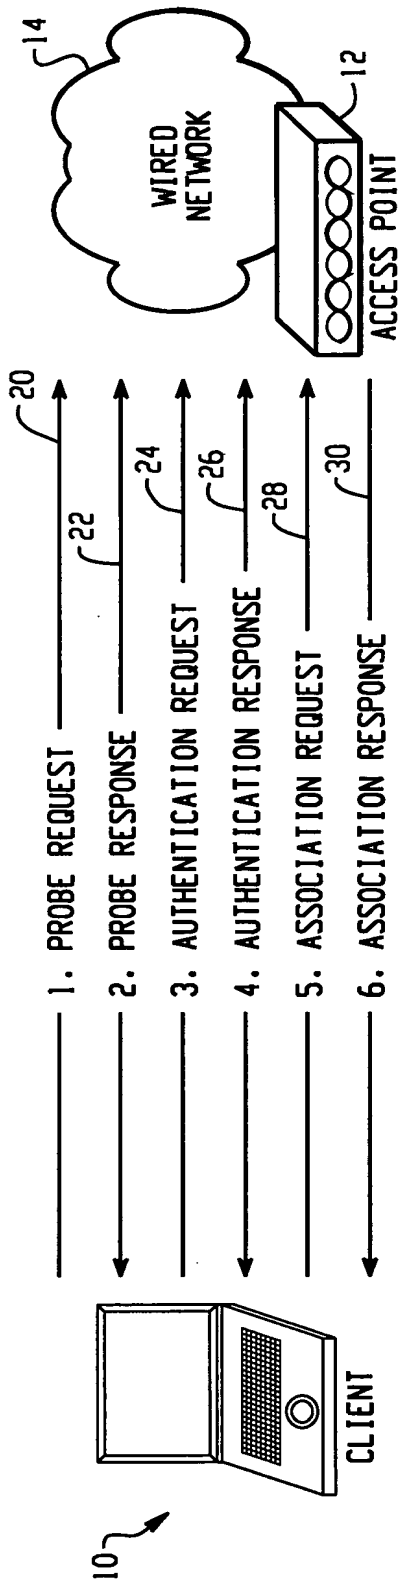 10
CLIENT
1. PROBE REQUEST
20
2. PROBE RESPONSE
22
3. AUTHENTICATION REQUEST
24
4. AUTHENTICATION RESPONSE
26
5. ASSOCIATION REQUEST
28
6. ASSOCIATION RESPONSE
30
14
WIRED
NETWORK
12
ACCESS POINT